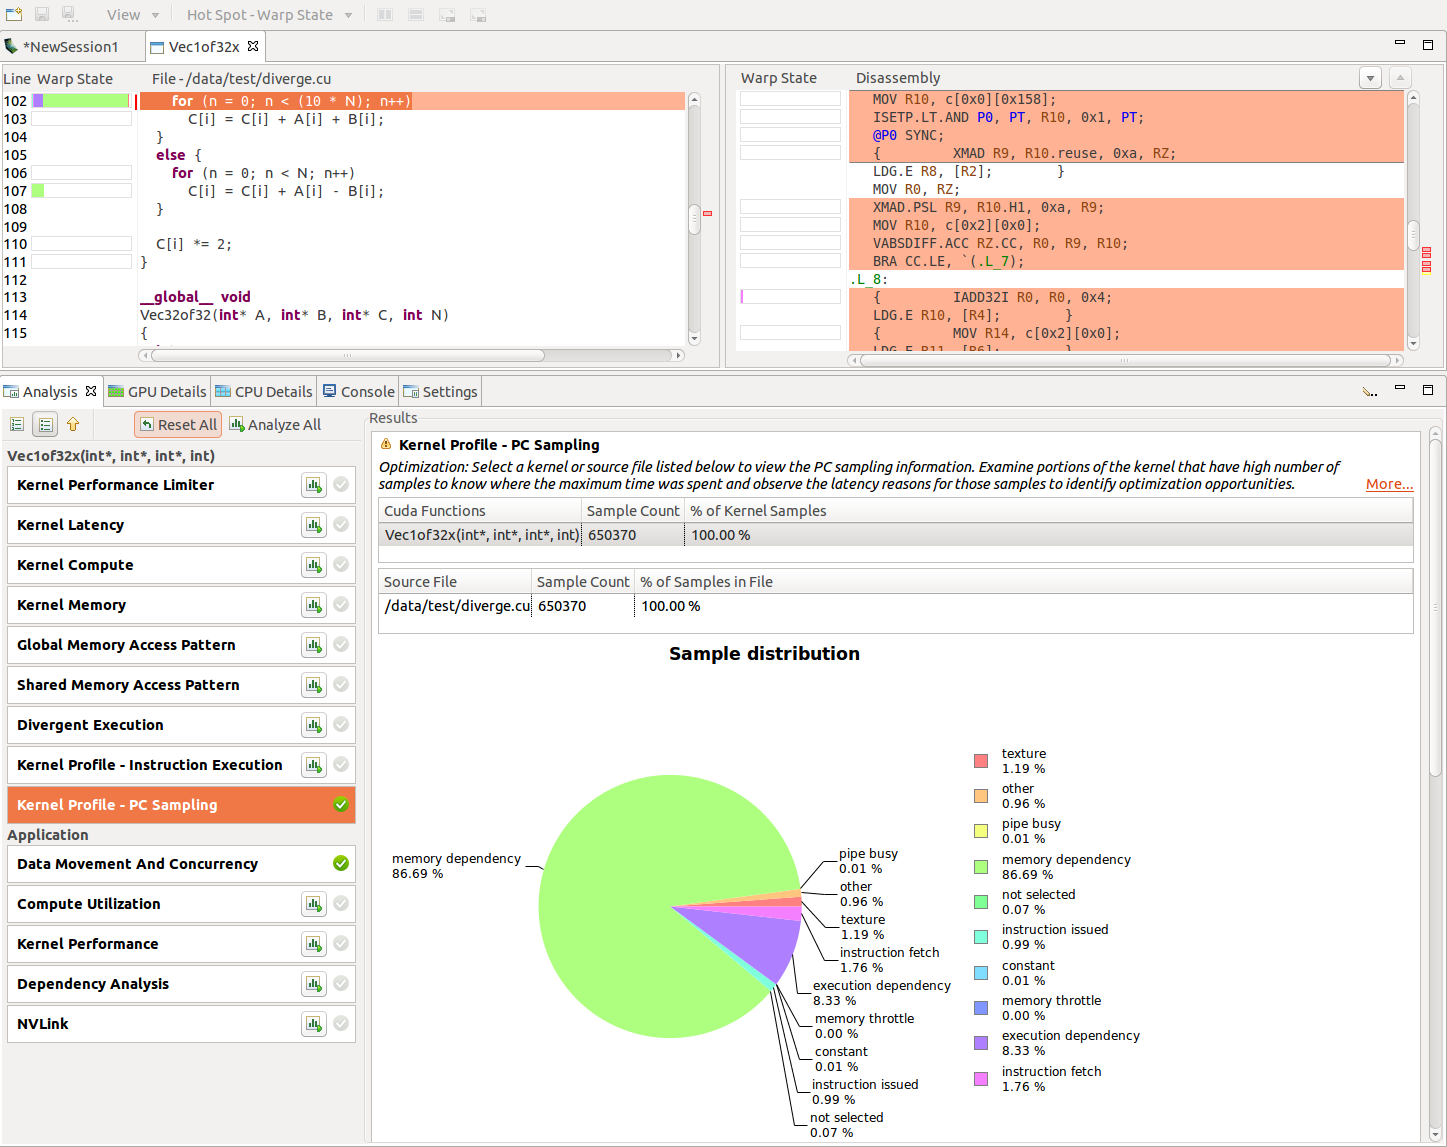 View
Hot Spot - Warp State
*NewSession1
Vec1of32x
Line Warp State File - /data/test/diverge.cu
102 for (n = 0; n < (10 * N); n++)
103 C[i] = C[i] + A[i] + B[i];
104 }
105 else {
106 for (n = 0; n < N; n++)
107 C[i] = C[i] + A[i] - B[i];
108 }
109
110 C[i] *= 2;
111 }
112
113 __global__ void
114 Vec32of32(int* A, int* B, int* C, int N)
115 {
Warp State Disassembly
MOV R10, c[0x0][0x158];
ISETP.LT.AND P0, PT, R10, 0x1, PT;
@P0 SYNC;
{ XMAD R9, R10.reuse, 0xa, RZ;
LDG.E R8, [R2]; }
MOV R0, RZ;
XMAD.PSL R9, R10.H1, 0xa, R9;
MOV R10, c[0x2][0x0];
VABSDIFF.ACC RZ.CC, R0, R9, R10;
BRA CC.LE, `(.L_7);
.L_8:
{ IADD32I R0, R0, 0x4;
LDG.E R10, [R4]; }
{ MOV R14, c[0x2][0x0];
LDG.E R11, [R6]; }
Analysis
GPU Details
CPU Details
Console
Settings
Reset All
Analyze All
Vec1of32x(int*, int*, int*, int)
Kernel Performance Limiter
Kernel Latency
Kernel Compute
Kernel Memory
Global Memory Access Pattern
Shared Memory Access Pattern
Divergent Execution
Kernel Profile - Instruction Execution
Kernel Profile - PC Sampling
Application
Data Movement And Concurrency
Compute Utilization
Kernel Performance
Dependency Analysis
NVLink
Results
Kernel Profile - PC Sampling
Optimization: Select a kernel or source file listed below to view the PC sampling information. Examine portions of the kernel that have high number of
samples to know where the maximum time was spent and observe the latency reasons for those samples to identify optimization opportunities.
More...
Cuda Functions Sample Count % of Kernel Samples
Vec1of32x(int*, int*, int*, int) 650370 100.00 %
Source File Sample Count % of Samples in File
/data/test/diverge.cu 650370 100.00 %
Sample distribution
memory dependency
86.69 %
pipe busy
0.01 %
other
0.96 %
texture
1.19 %
instruction fetch
1.76 %
execution dependency
8.33 %
memory throttle
0.00 %
constant
0.01 %
instruction issued
0.99 %
not selected
0.07 %
texture
1.19 %
other
0.96 %
pipe busy
0.01 %
memory dependency
86.69 %
not selected
0.07 %
instruction issued
0.99 %
constant
0.01 %
memory throttle
0.00 %
execution dependency
8.33 %
instruction fetch
1.76 %